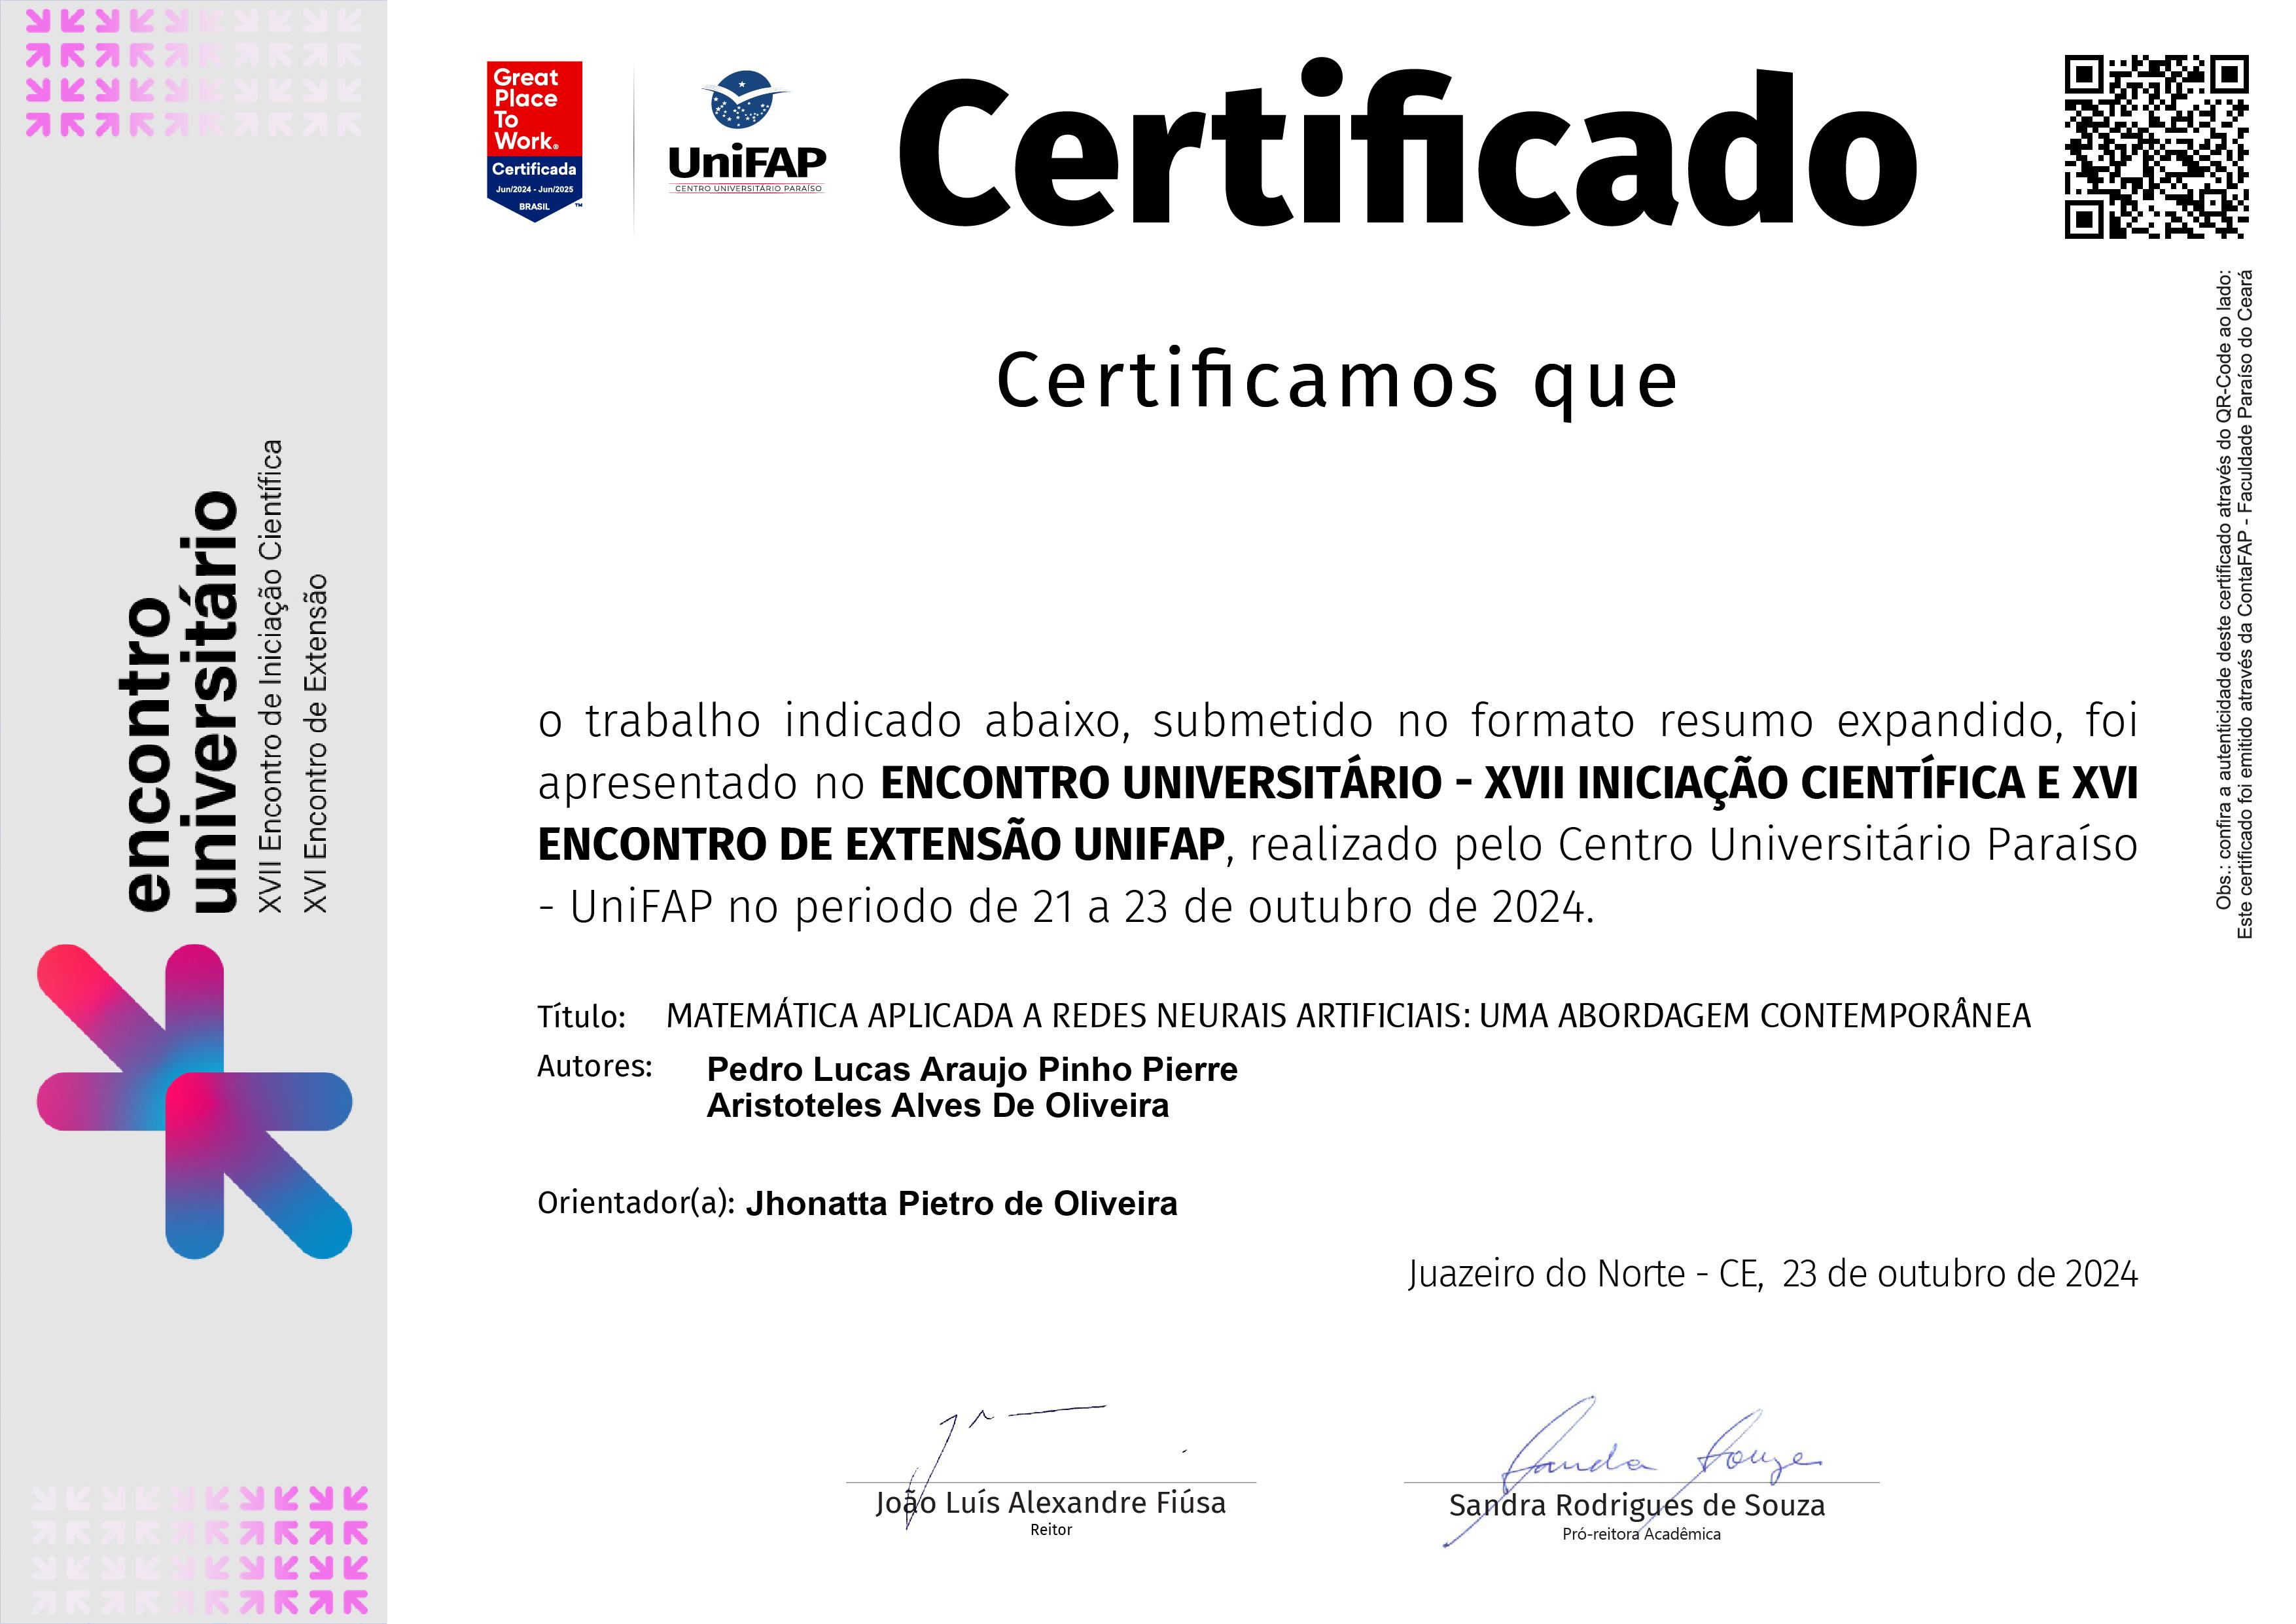 Great
Place
To
Work®
Certificada
Jun/2024 - Jun/2025
BRASIL
™
UniFAP
CENTRO UNIVERSITÁRIO PARAÍSO
Certificado
Certificamos que
o trabalho indicado abaixo, submetido no formato resumo expandido, foi
apresentado no ENCONTRO UNIVERSITÁRIO - XVII INICIAÇÃO CIENTÍFICA E XVI
ENCONTRO DE EXTENSÃO UNIFAP, realizado pelo Centro Universitário Paraíso
- UniFAP no periodo de 21 a 23 de outubro de 2024.
Título: MATEMÁTICA APLICADA A REDES NEURAIS ARTIFICIAIS: UMA ABORDAGEM CONTEMPORÂNEA
Autores: Pedro Lucas Araujo Pinho Pierre
Aristoteles Alves De Oliveira
Orientador(a): Jhonatta Pietro de Oliveira
Juazeiro do Norte - CE, 23 de outubro de 2024
Sandra Souza
João Luís Alexandre Fiúsa
Reitor
Sandra Rodrigues de Souza
Pró-reitora Acadêmica
encontro
universitário
XVII Encontro de Iniciação Científica
XVI Encontro de Extensão
Obs.: confira a autenticidade deste certificado através do QR-Code ao lado:
Este certificado foi emitido através da ContaFAP - Faculdade Paraíso do Ceará